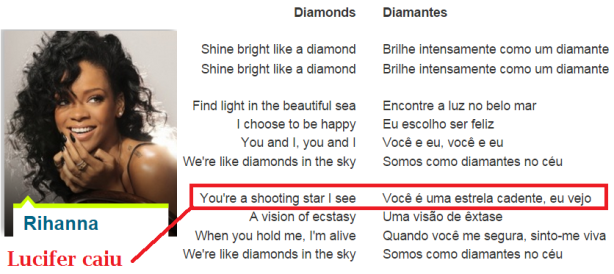 Diamonds Diamantes
Shine bright like a diamond Brilhe intensamente como um diamante
Shine bright like a diamond Brilhe intensamente como um diamante
Find light in the beautiful sea Encontre a luz no belo mar
I choose to be happy Eu escolho ser feliz
You and I, you and I Você e eu, você e eu
We're like diamonds in the sky Somos como diamantes no céu
You're a shooting star I see Você é uma estrela cadente, eu vejo
A vision of ecstasy Uma visão de êxtase
When you hold me, I'm alive Quando você me segura, sinto-me viva
We're like diamonds in the sky Somos como diamantes no céu
Rihanna
Lucifer caiu